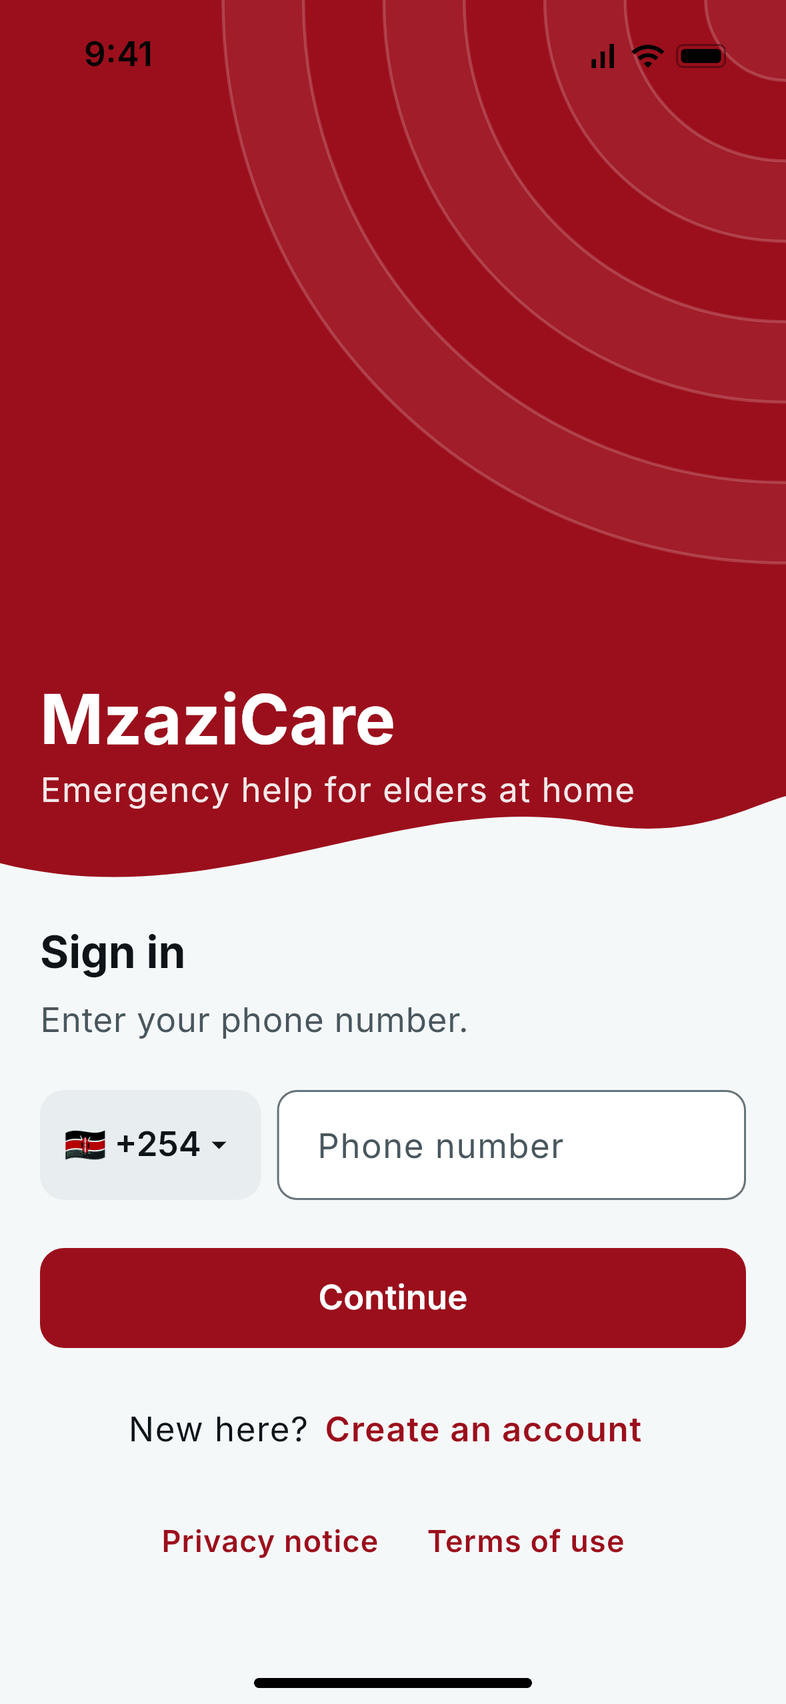 9:41
MzaziCare
Emergency help for elders at home
Sign in
Enter your phone number.
🇰🇪 +254
Phone number
Continue
New here? Create an account
Privacy notice Terms of use